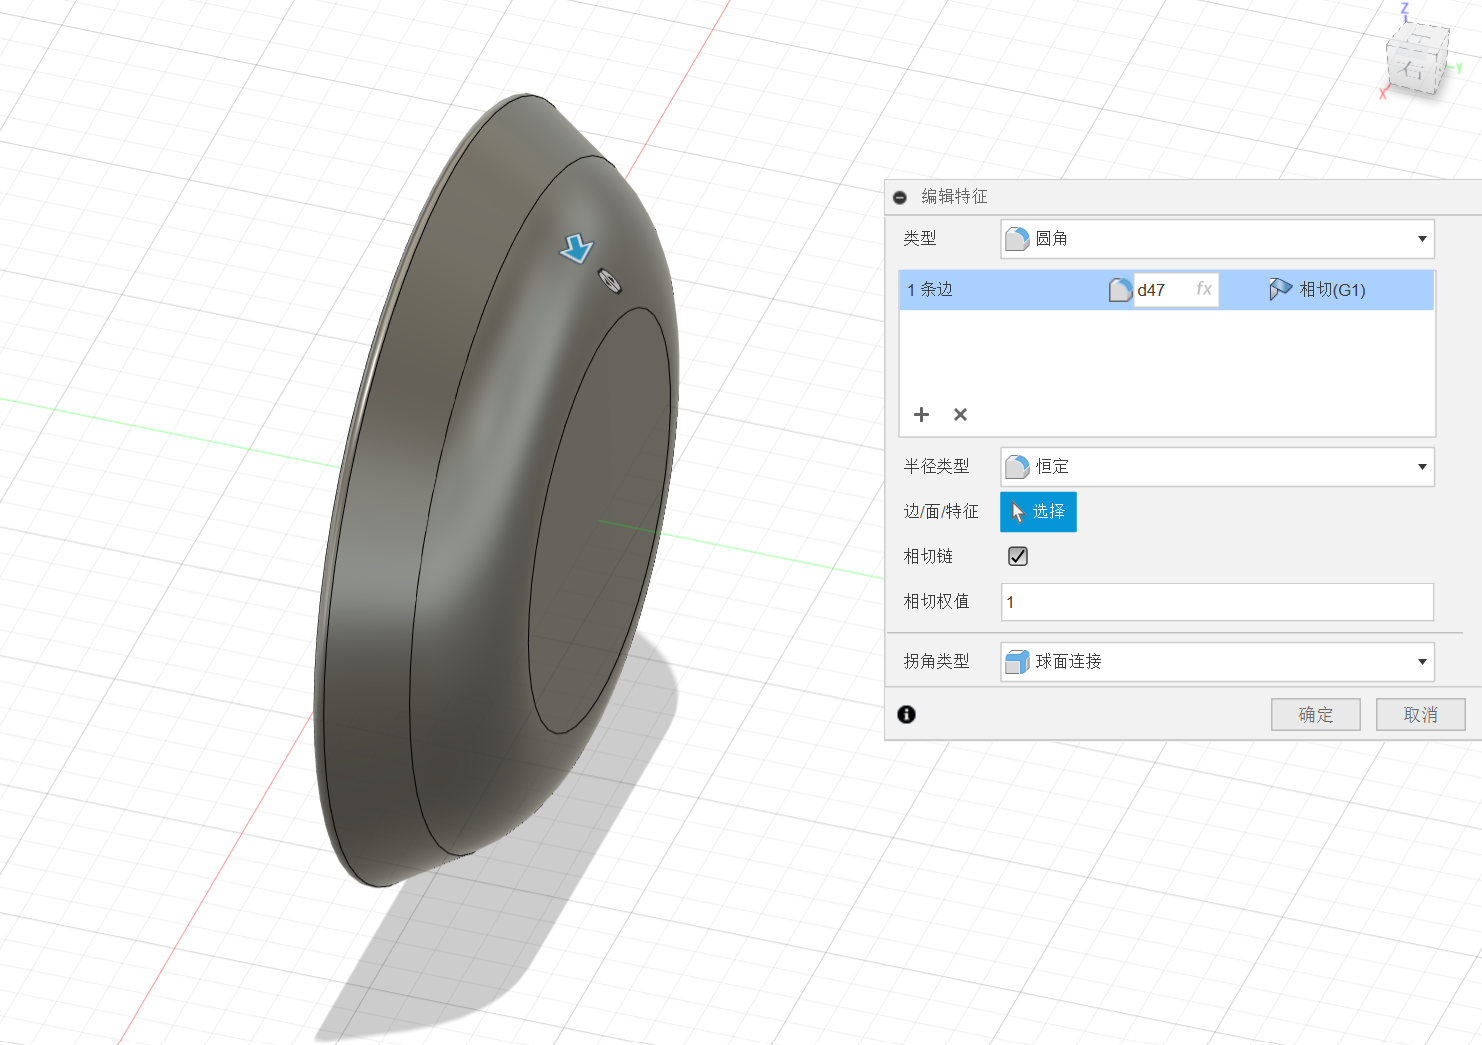 Z
Y
X
右
编辑特征
类型 圆角
1 条边 d47 fx 相切(G1)
半径类型 恒定
边/面/特征 选择
相切链
相切权值 1
拐角类型 球面连接
确定 取消